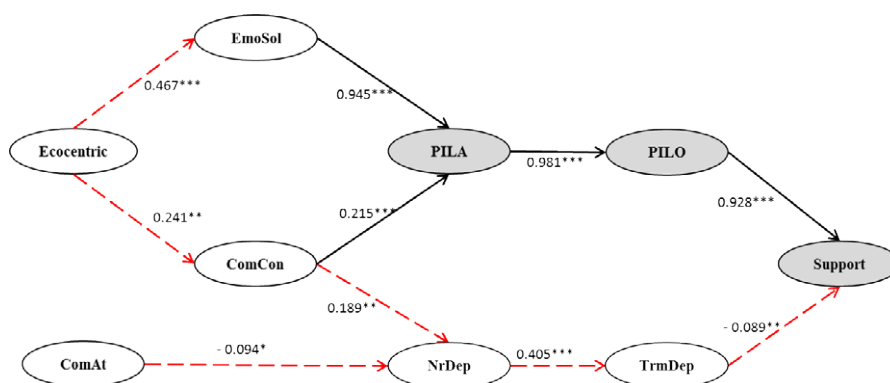 EmoSol
0.467***
0.945***
Ecocentric
PILA
0.981***
PILO
0.241**
0.215***
0.928***
ComCon
Support
0.189**
- 0.094*
- 0.089**
ComAt
NrDep
0.405***
TrmDep